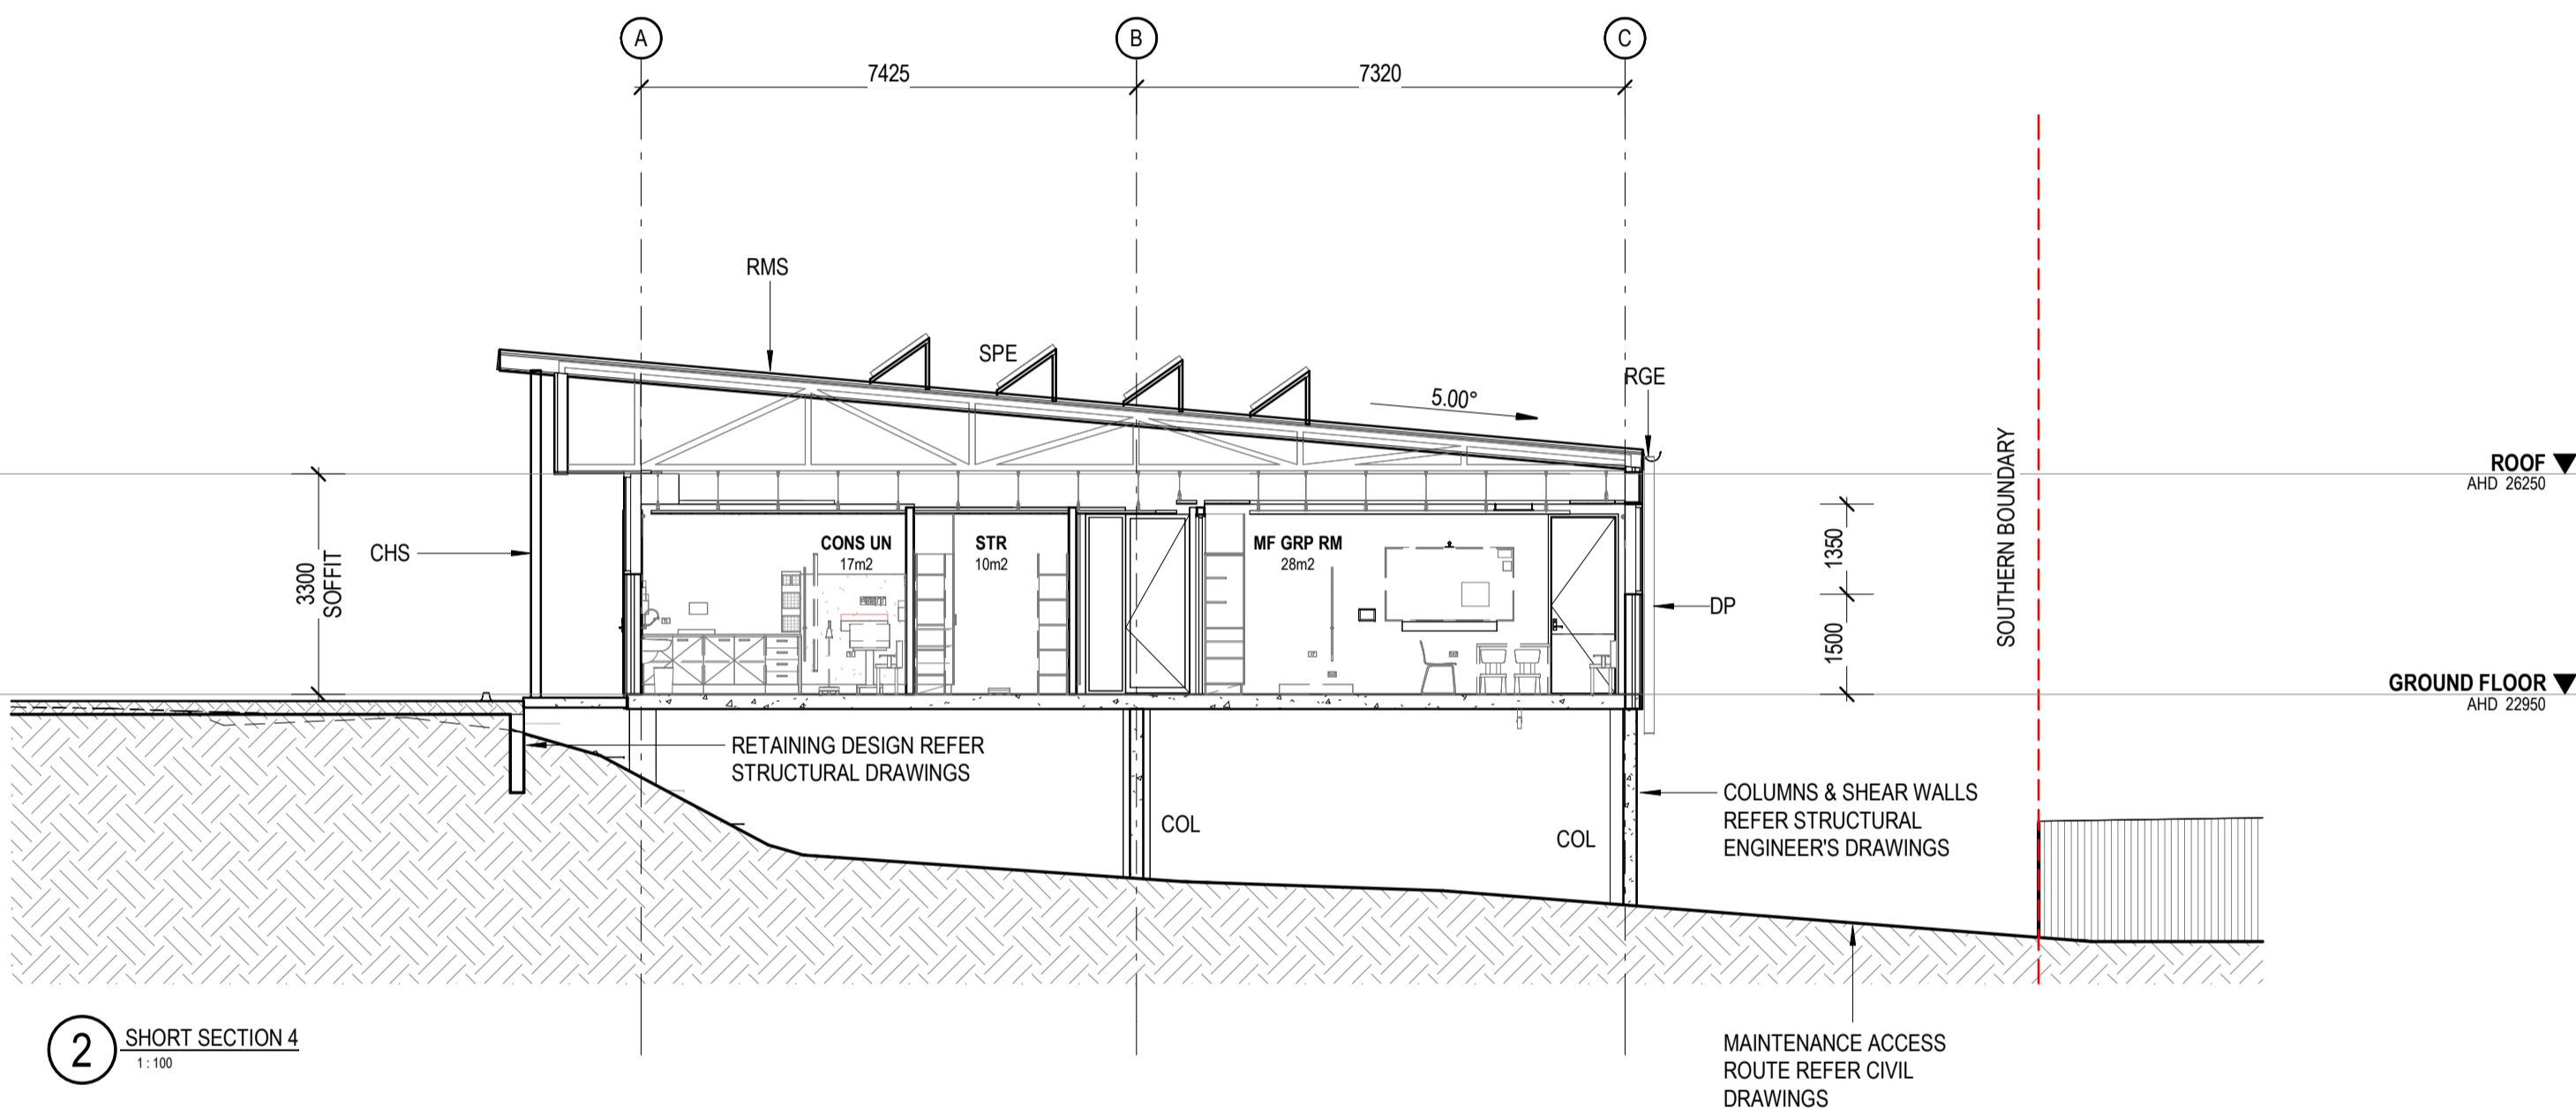 A
B
C
7425
7320
RMS
SPE
5.00°
RGE
SOUTHERN BOUNDARY
ROOF
AHD 26250
3300
SOFFIT
CHS
CONS UN
17m2
STR
10m2
MF GRP RM
28m2
1350
1500
DP
GROUND FLOOR
AHD 22950
RETAINING DESIGN REFER
STRUCTURAL DRAWINGS
COL
COL
COLUMNS & SHEAR WALLS
REFER STRUCTURAL
ENGINEER'S DRAWINGS
2
SHORT SECTION 4
1 : 100
MAINTENANCE ACCESS
ROUTE REFER CIVIL
DRAWINGS